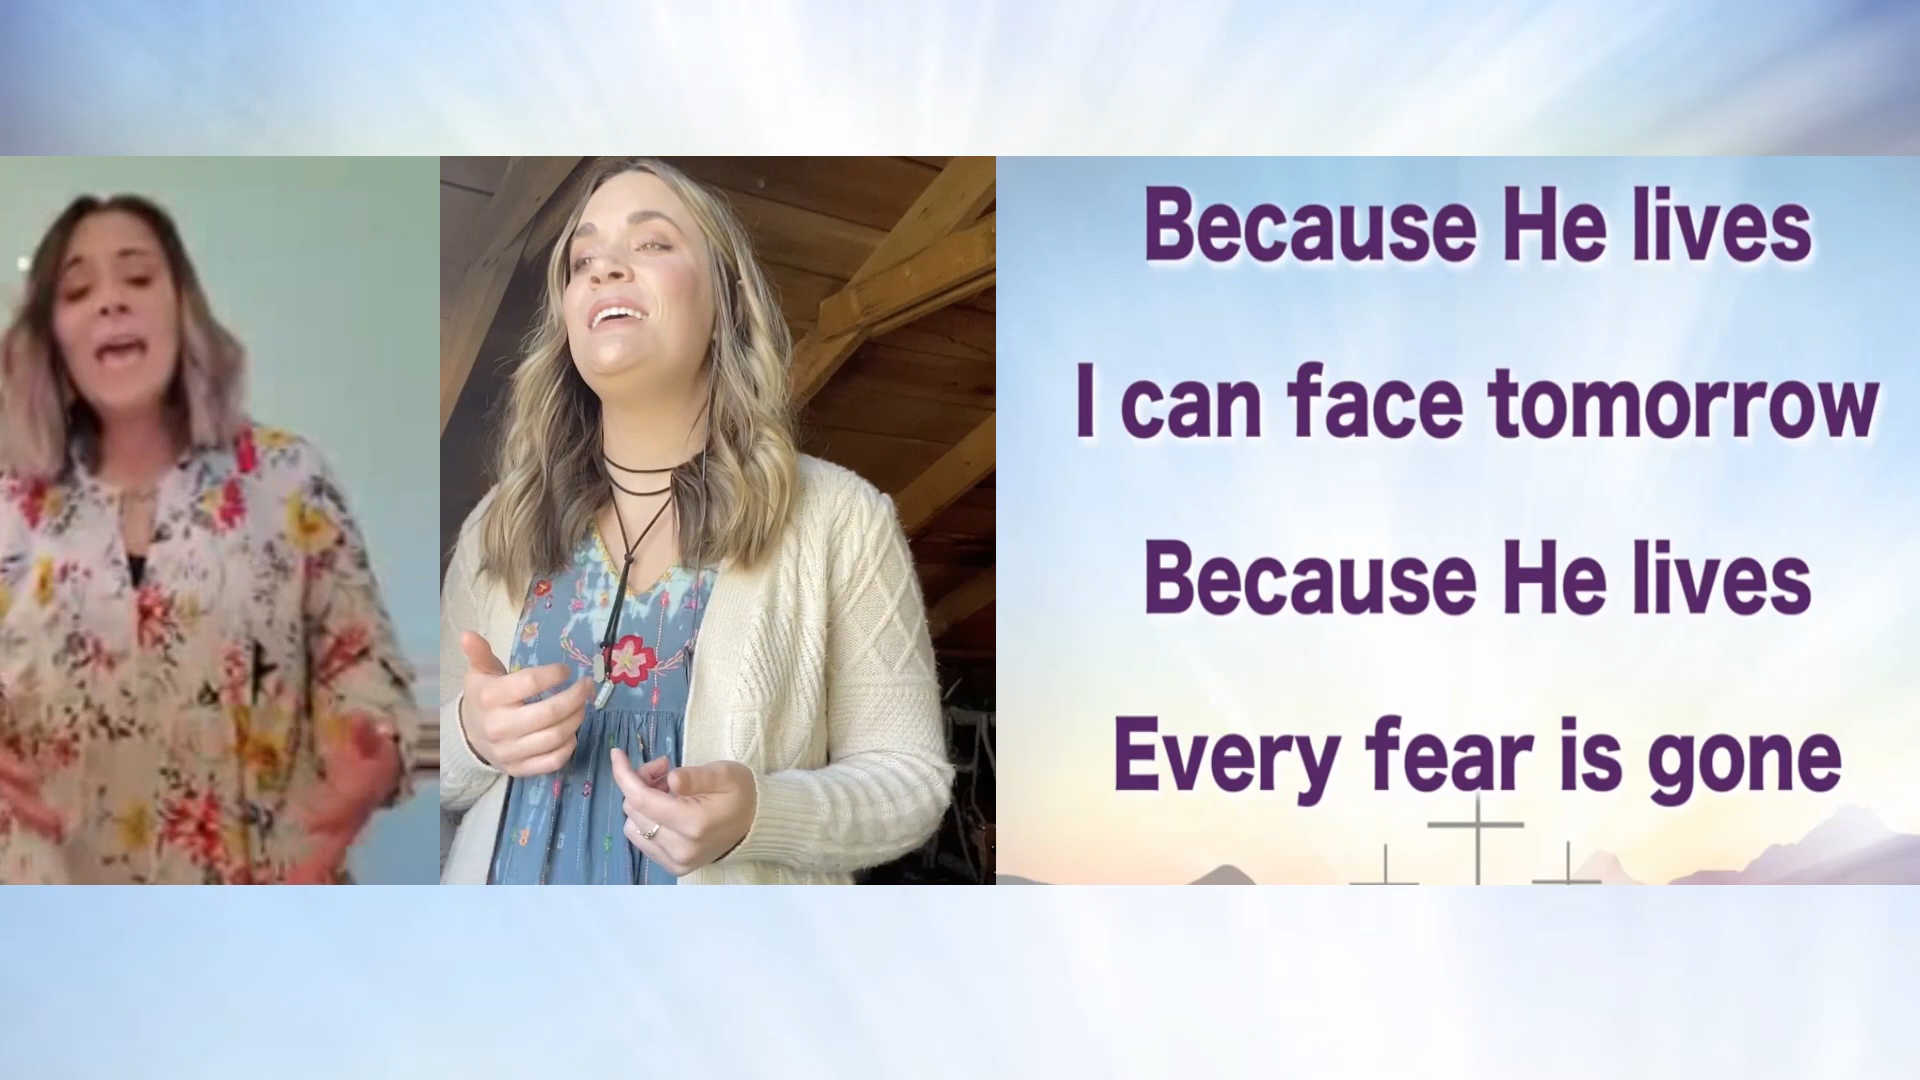 Because He lives
I can face tomorrow
Because He lives
Every fear is gone